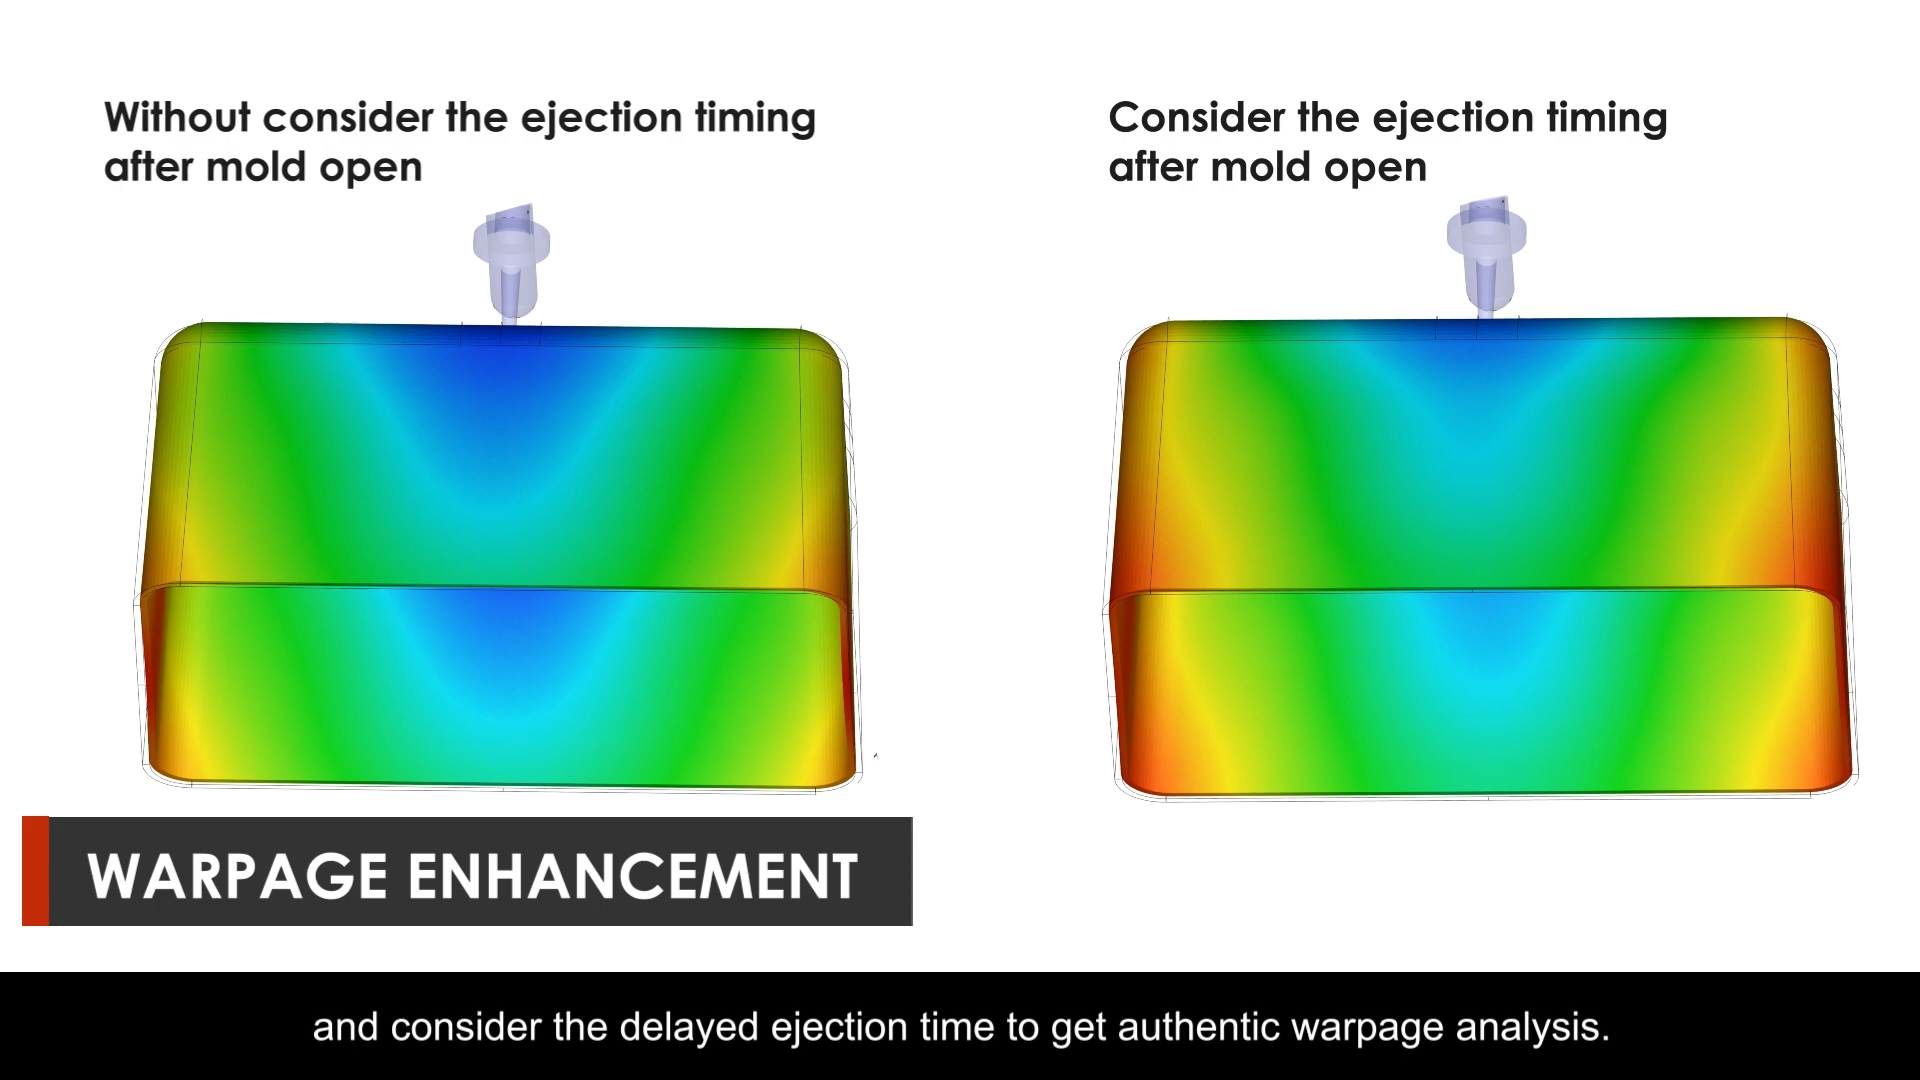 Without consider the ejection timing
after mold open
Consider the ejection timing
after mold open
WARPAGE ENHANCEMENT
and consider the delayed ejection time to get authentic warpage analysis.